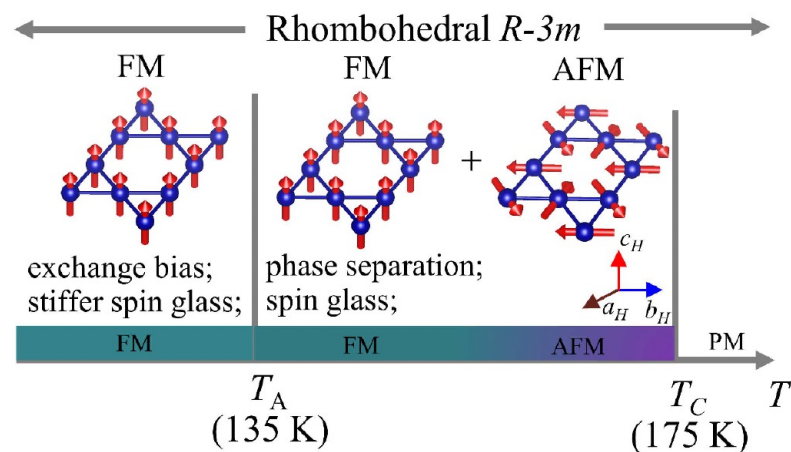 Rhombohedral R-3m
FM FM AFM
+
exchange bias; phase separation;
stiffer spin glass; spin glass;
c_H
a_H b_H
FM FM AFM PM
T_A T_C T
(135 K) (175 K)